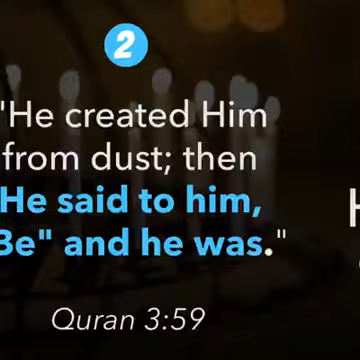 2
"He created Him
from dust; then
"He said to him,
Be" and he was."
Quran 3:59